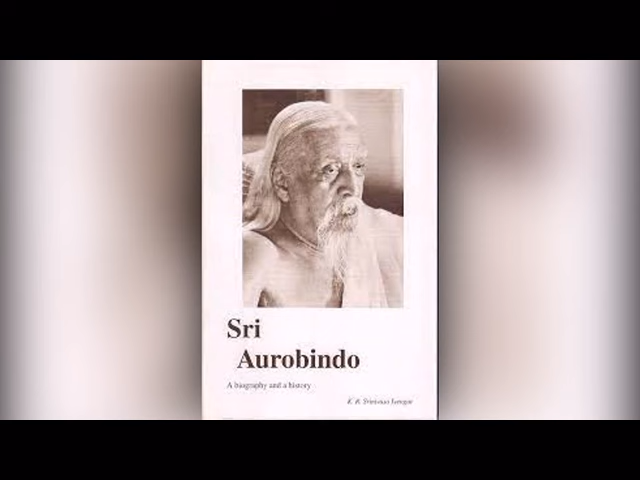 Sri
Aurobindo
A biography and a history
K. R. Srinivasa Iyengar